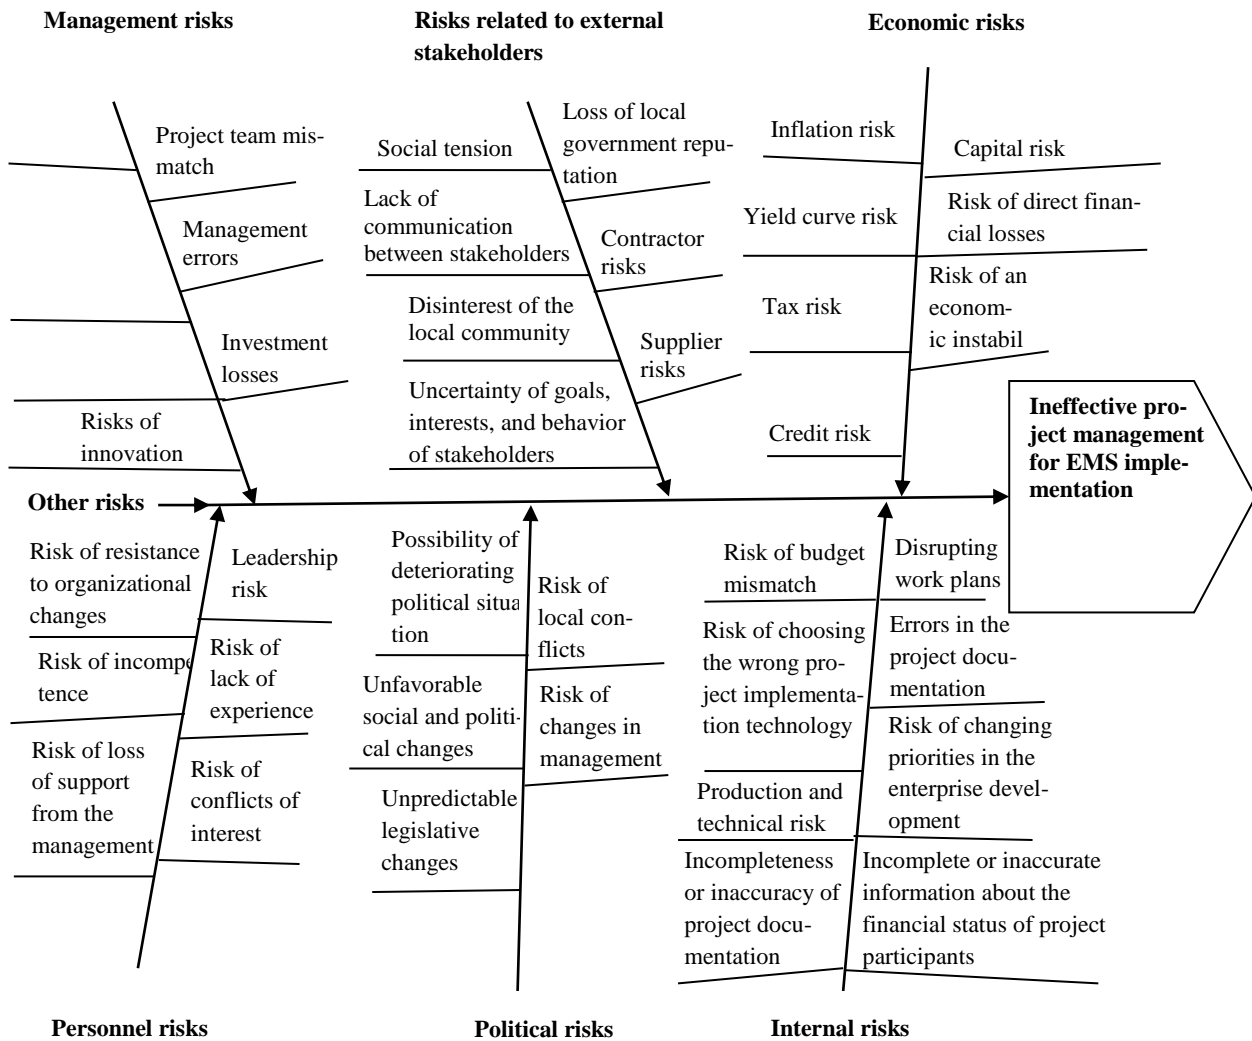 Management risks
Risks related to external
stakeholders
Economic risks
Project team mis-
match
Management
errors
Investment
losses
Risks of
innovation
Social tension
Lack of
communication
between stakeholders
Disinterest of the
local community
Uncertainty of goals,
interests, and behavior
of stakeholders
Loss of local
government repu-
tation
Contractor
risks
Supplier
risks
Inflation risk
Yield curve risk
Tax risk
Credit risk
Capital risk
Risk of direct finan-
cial losses
Risk of an
econom-
ic instabil
Ineffective pro-
ject management
for EMS imple-
mentation
Other risks
Risk of resistance
to organizational
changes
Risk of incompe
tence
Risk of loss
of support
from the
management
Leadership
risk
Risk of
lack of
experience
Risk of
conflicts of
interest
Possibility of
deteriorating
political situa
tion
Unfavorable
social and politi-
cal changes
Unpredictable
legislative
changes
Risk of
local con-
flicts
Risk of
changes in
management
Risk of budget
mismatch
Risk of choosing
the wrong pro-
ject implementa-
tion technology
Production and
technical risk
Incompleteness
or inaccuracy of
project docu-
mentation
Disrupting
work plans
Errors in the
project docu-
mentation
Risk of changing
priorities in the
enterprise devel-
opment
Incomplete or inaccurate
information about the
financial status of project
participants
Personnel risks
Political risks
Internal risks